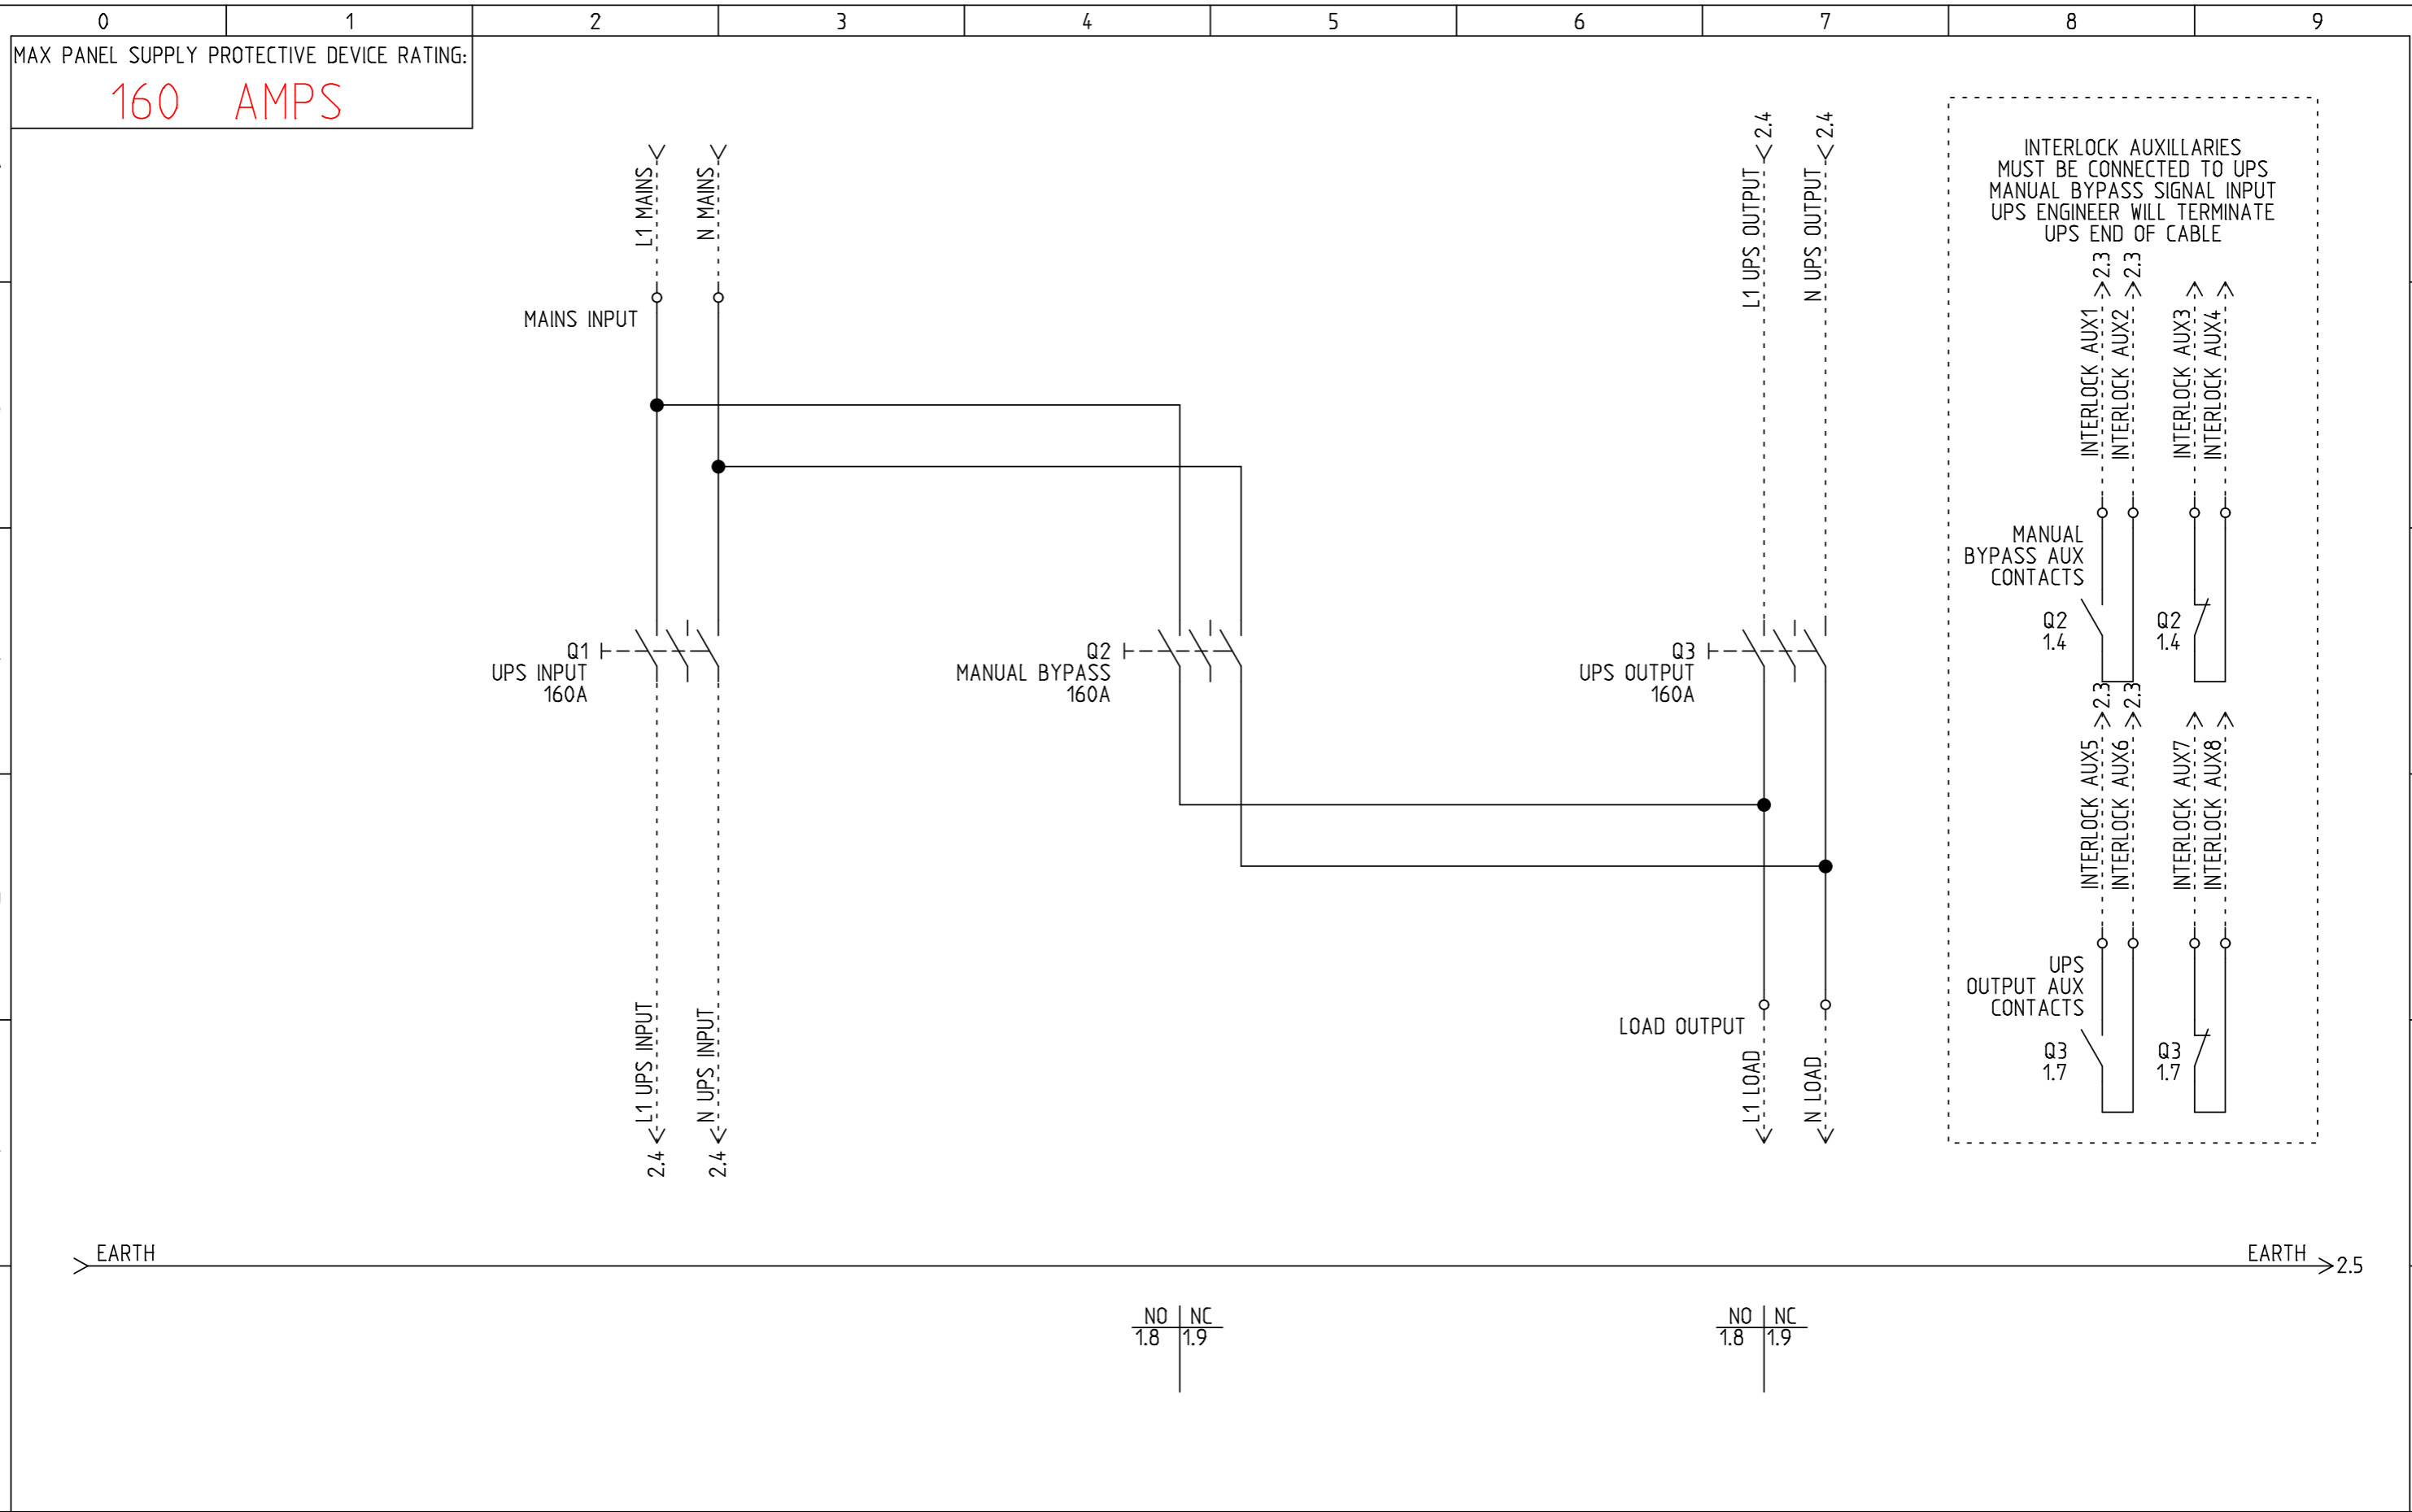 0 1 2 3 4 5 6 7 8 9
MAX PANEL SUPPLY PROTECTIVE DEVICE RATING:
160 AMPS
L1 MAINS
N MAINS
MAINS INPUT
2.4
2.4
L1 UPS OUTPUT
N UPS OUTPUT
INTERLOCK AUXILLARIES
MUST BE CONNECTED TO UPS
MANUAL BYPASS SIGNAL INPUT
UPS ENGINEER WILL TERMINATE
UPS END OF CABLE
2.3
2.3
INTERLOCK AUX1
INTERLOCK AUX2
INTERLOCK AUX3
INTERLOCK AUX4
MANUAL
BYPASS AUX
CONTACTS
Q2
1.4
Q2
1.4
Q1
UPS INPUT
160A
Q2
MANUAL BYPASS
160A
Q3
UPS OUTPUT
160A
2.3
2.3
INTERLOCK AUX5
INTERLOCK AUX6
INTERLOCK AUX7
INTERLOCK AUX8
UPS
OUTPUT AUX
CONTACTS
Q3
1.7
Q3
1.7
L1 UPS INPUT
N UPS INPUT
2.4
2.4
LOAD OUTPUT
L1 LOAD
N LOAD
EARTH
EARTH
2.5
NO NC
1.8 1.9
NO NC
1.8 1.9